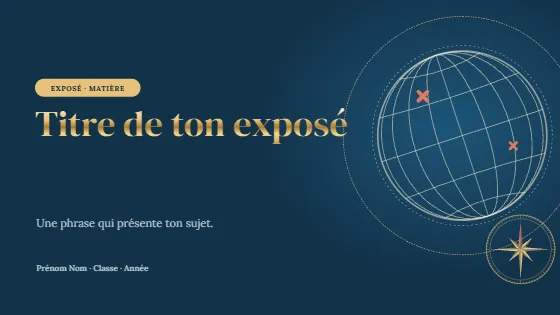 EXPOSÉ · MATIÈRE
Titre de ton exposé
Une phrase qui présente ton sujet.
Prénom Nom · Classe · Année